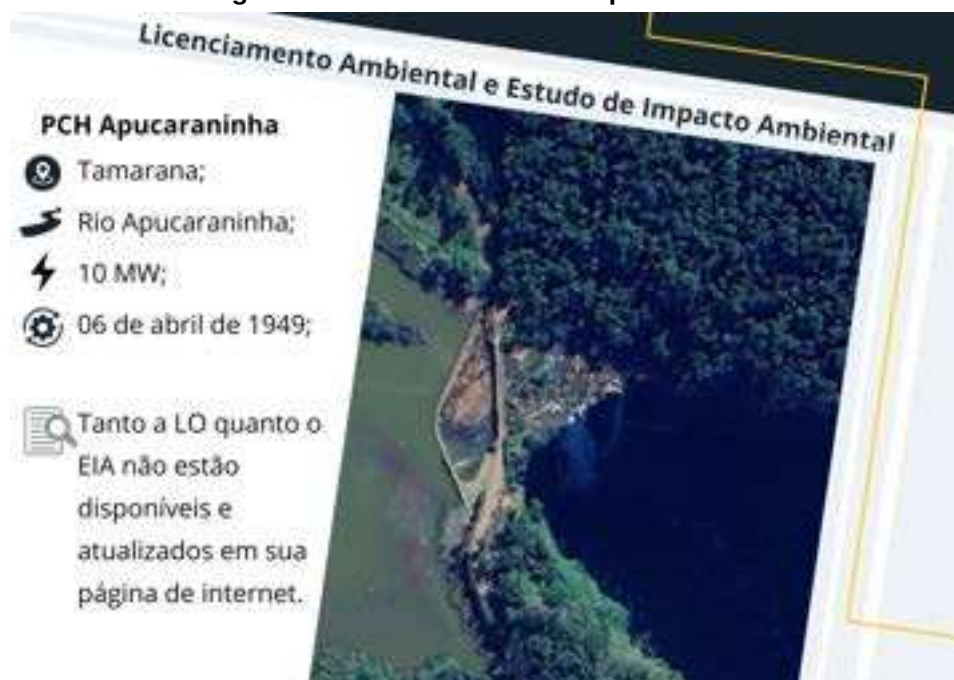 Licenciamento Ambiental e Estudo de Impacto Ambiental
PCH Apucaraninha
Tamarana;
Rio Apucaraninha;
10 MW;
06 de abril de 1949;
Tanto a LO quanto o
EIA não estão
disponíveis e
atualizados em sua
página de internet.